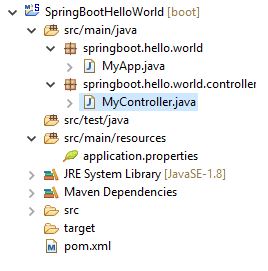 SpringBootHelloWorld [boot]
src/main/java
springboot.hello.world
MyApp.java
springboot.hello.world.controller
MyController.java
src/test/java
src/main/resources
application.properties
JRE System Library [JavaSE-1.8]
Maven Dependencies
src
target
pom.xml